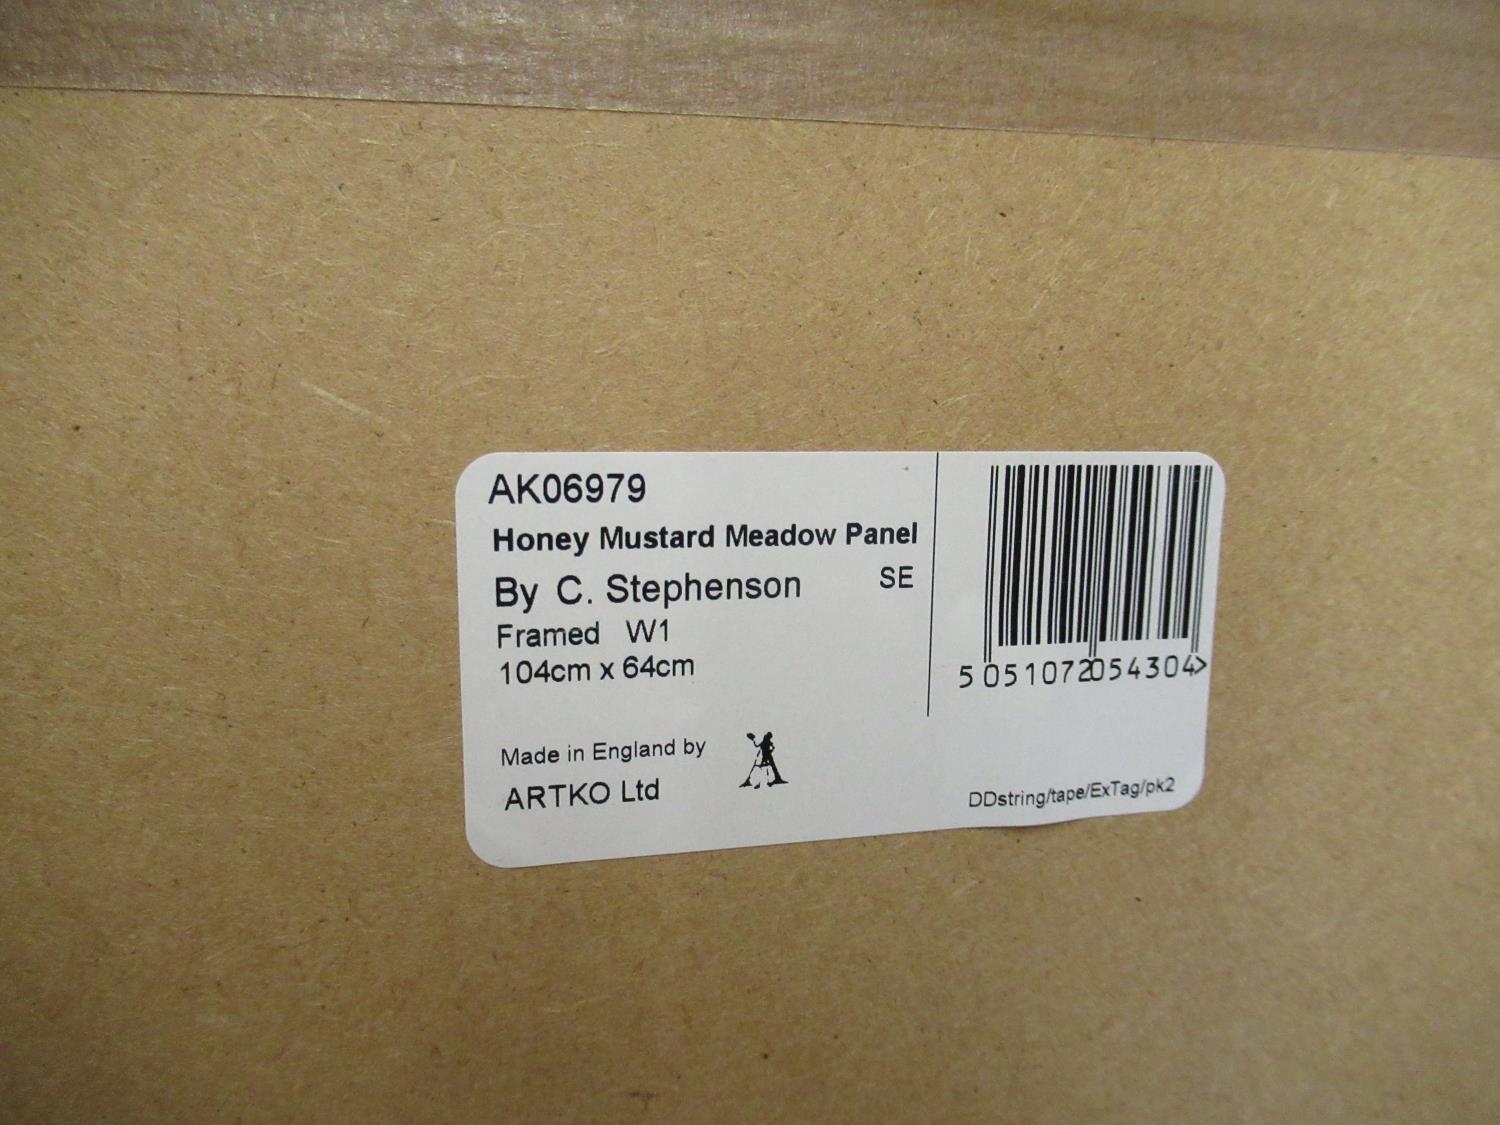 AK06979
Honey Mustard Meadow Panel
By C. Stephenson SE
Framed W1
104cm x 64cm
Made in England by
ARTKO Ltd
5 051072 054304>
DDstring/tape/ExTag/pk2